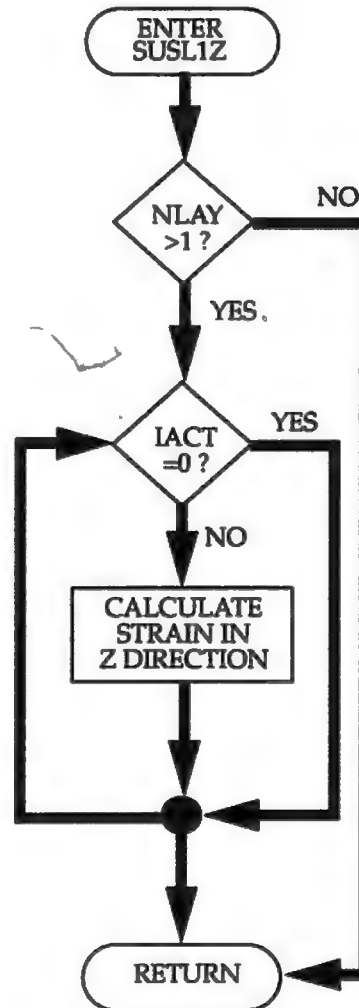 ENTER
SUSL1Z
NLAY
>1 ?
NO
YES.
IACT
=0 ?
YES
NO
CALCULATE
STRAIN IN
Z DIRECTION
RETURN